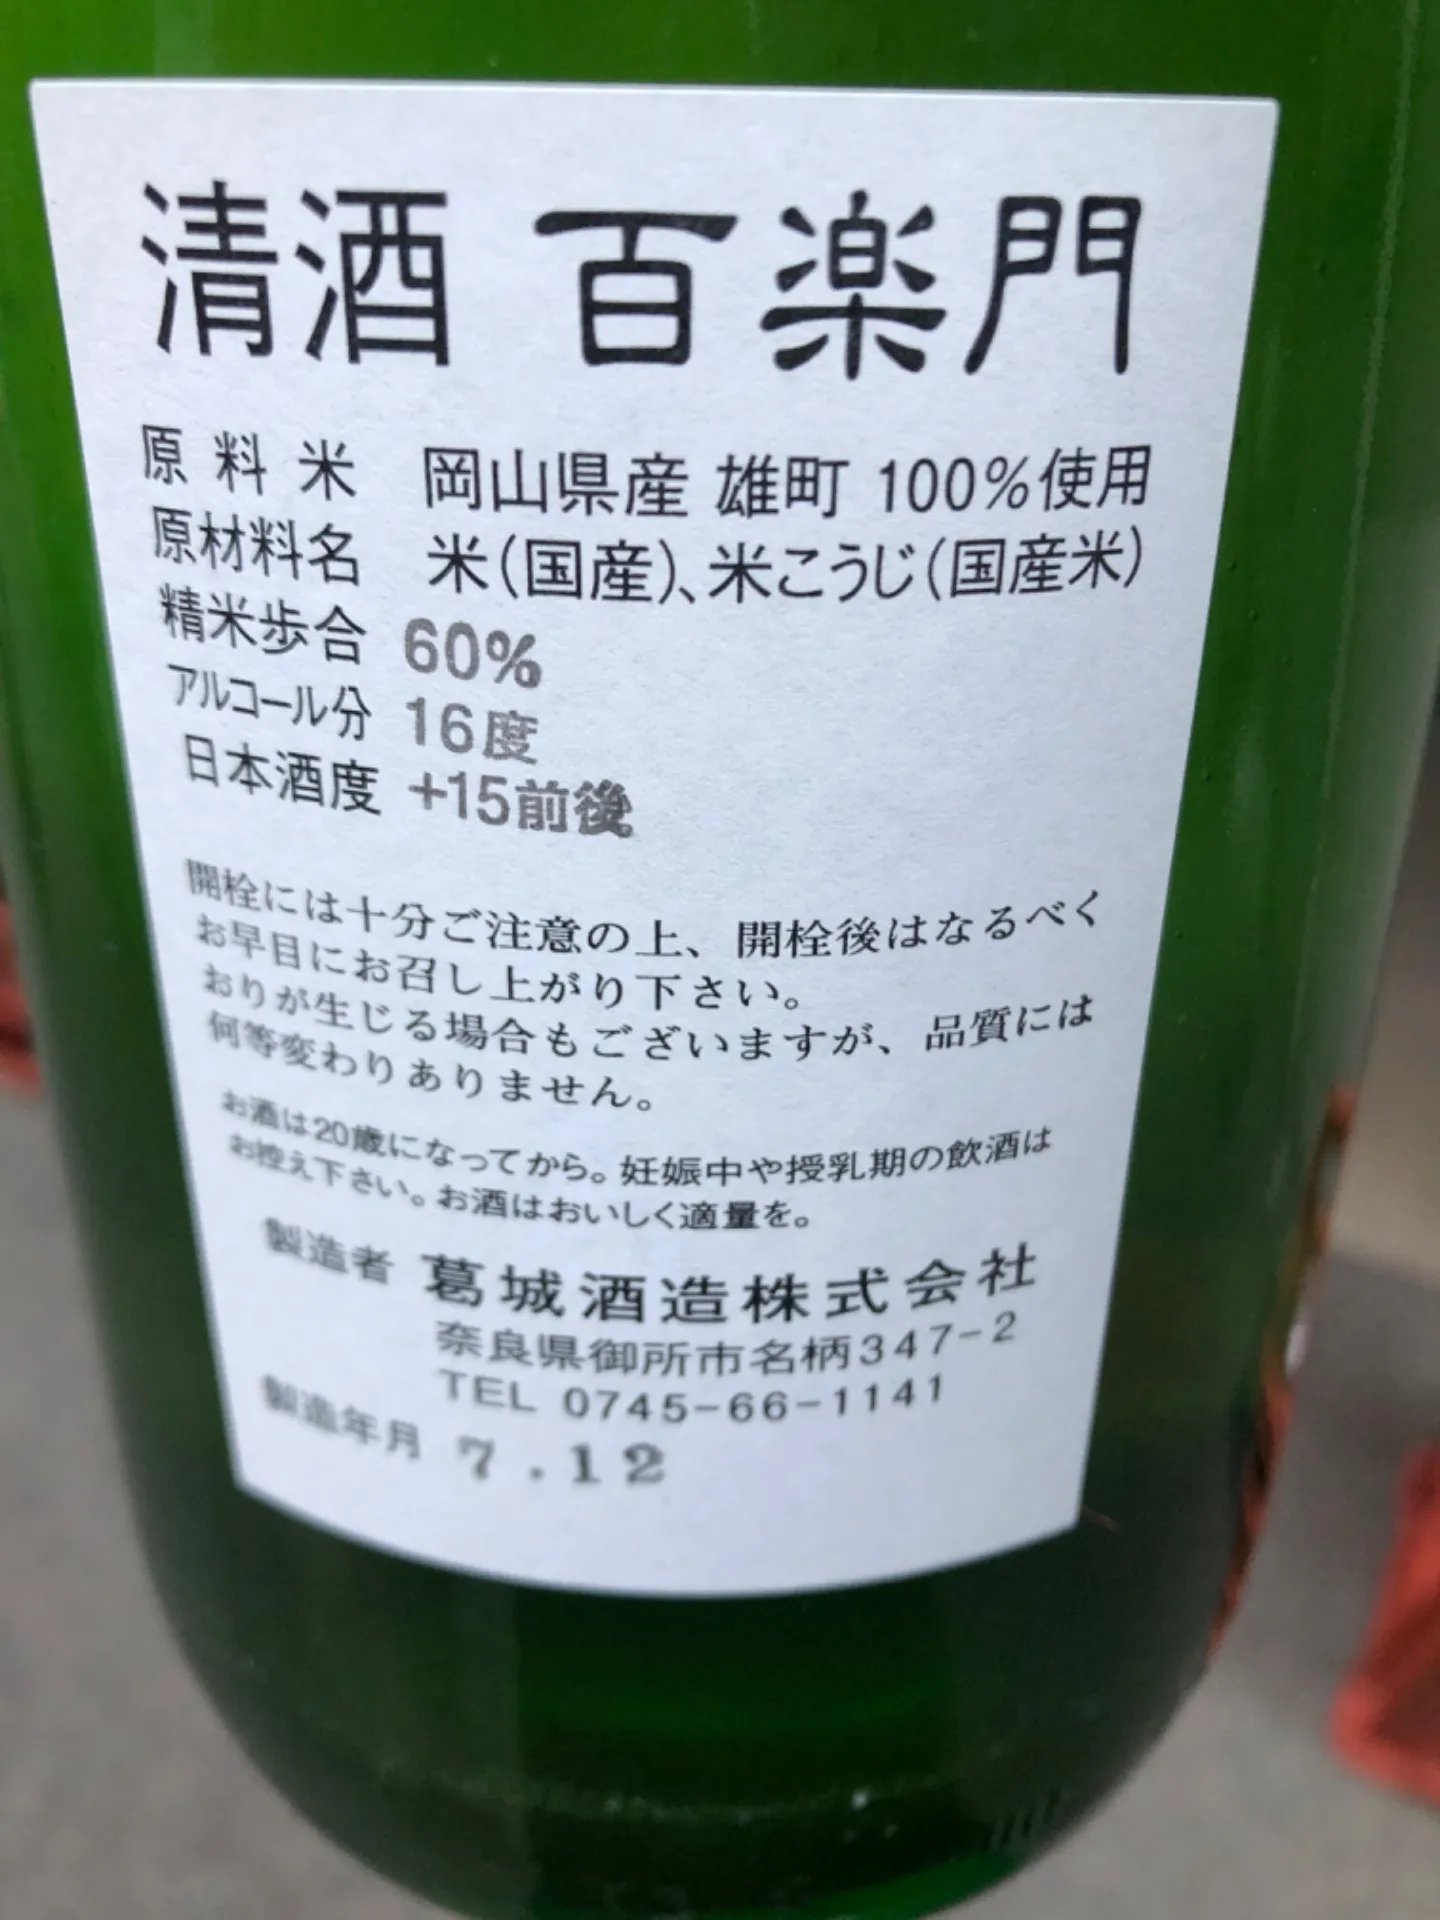 清酒 百楽門
原料米 岡山県産 雄町 100%使用
原材料名 米(国産)、米こうじ(国産米)
精米歩合 60%
アルコール分 16度
日本酒度 +15前後
開栓には十分ご注意の上、開栓後はなるべく
お早目にお召し上がり下さい。
おりが生じる場合もございますが、品質には
何等変わりありません。
お酒は20歳になってから。妊娠中や授乳期の飲酒は
お控え下さい。お酒はおいしく適量を。
製造者 葛城酒造株式会社
奈良県御所市名柄347-2
TEL 0745-66-1141
製造年月 7.12